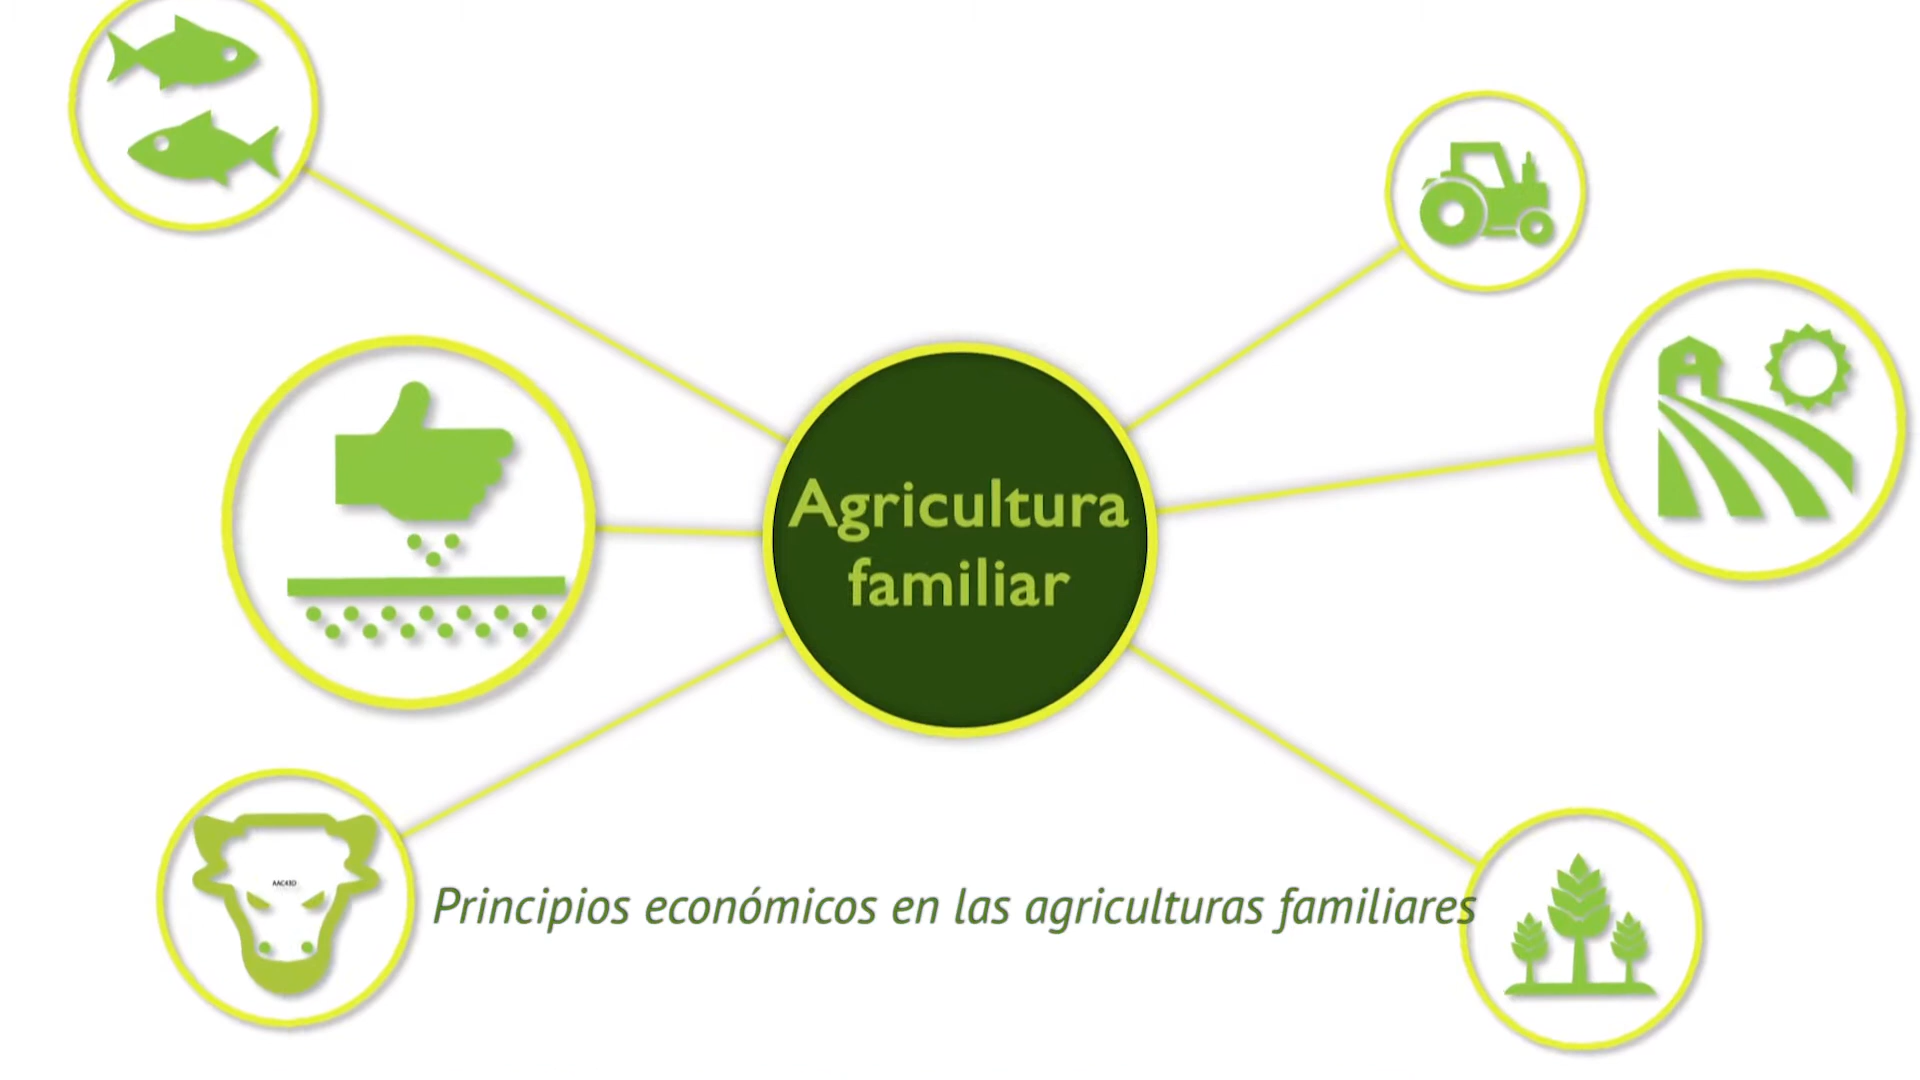 Agricultura
familiar
Principios económicos en las agriculturas familiares